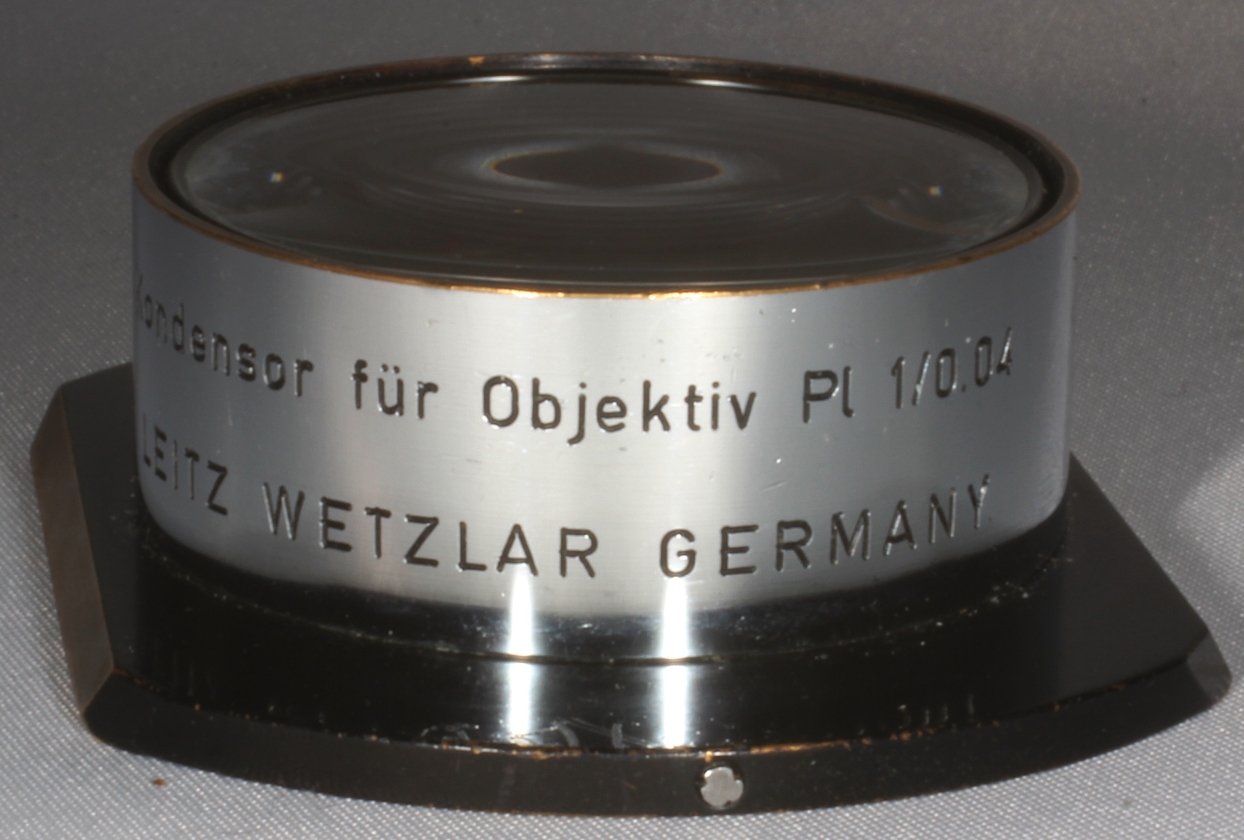 Kondensor für Objektiv Pl 1/0.04
LEITZ WETZLAR GERMANY